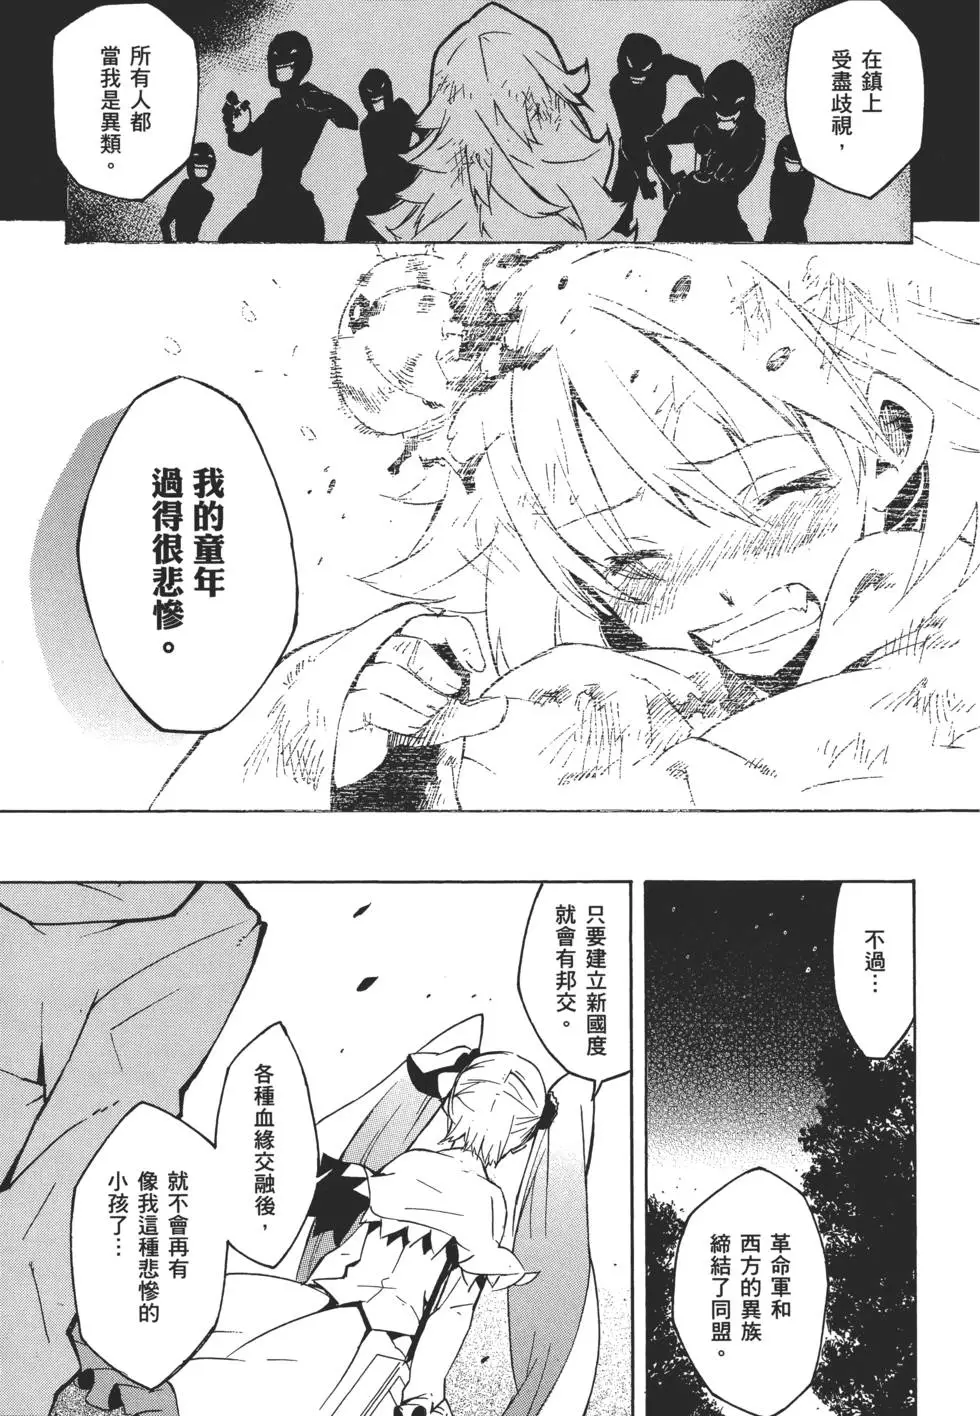 在鎮上
受盡歧視，
所有人都
當我是異類。
我的童年
過得很悲慘。
不過…
革命軍和
西方的異族
締結了同盟。
只要建立新國度
就會有邦交。
各種血緣交融後，
就不會再有
像我這種悲慘的
小孩了…